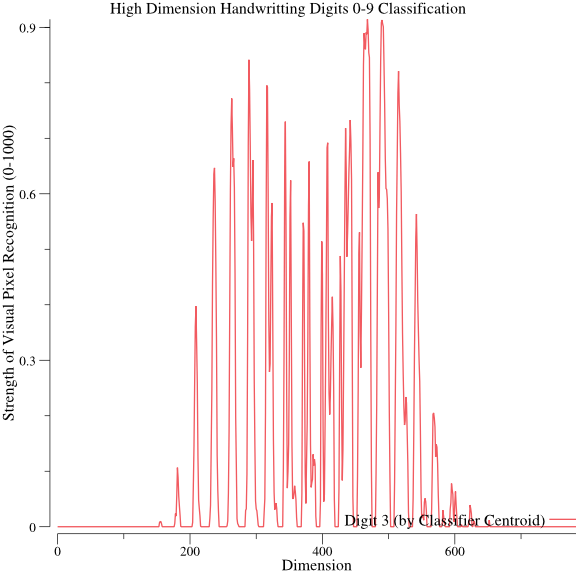 High Dimension Handwritting Digits 0-9 Classification
Strength of Visual Pixel Recognition (0-1000)
0.9
0.6
0.3
0
Digit 3 (by Classifier Centroid)
0 200 400 600
Dimension